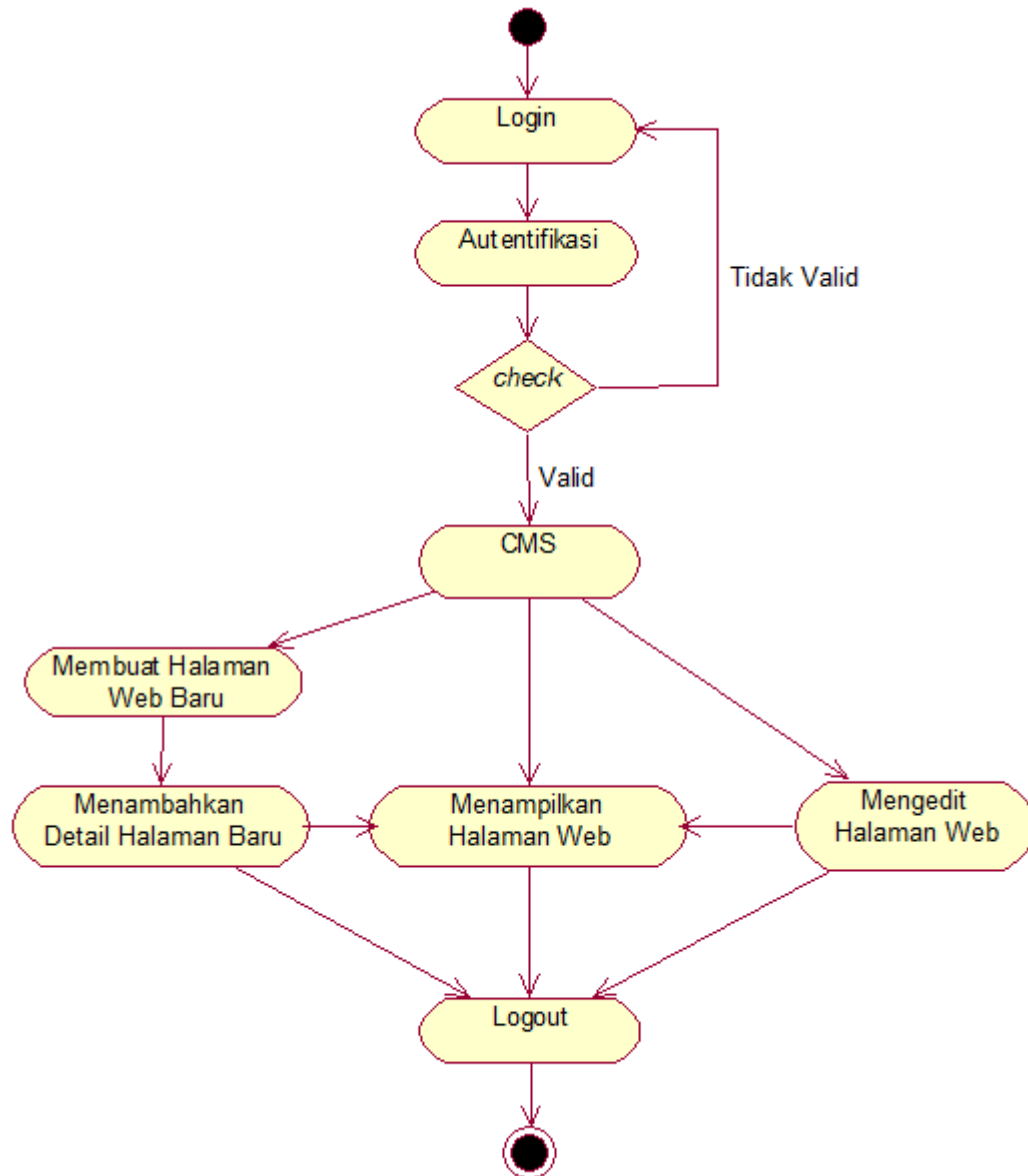 Login
Autentifikasi
Tidak Valid
check
Valid
CMS
Membuat Halaman
Web Baru
Menambahkan
Detail Halaman Baru
Menampilkan
Halaman Web
Mengedit
Halaman Web
Logout